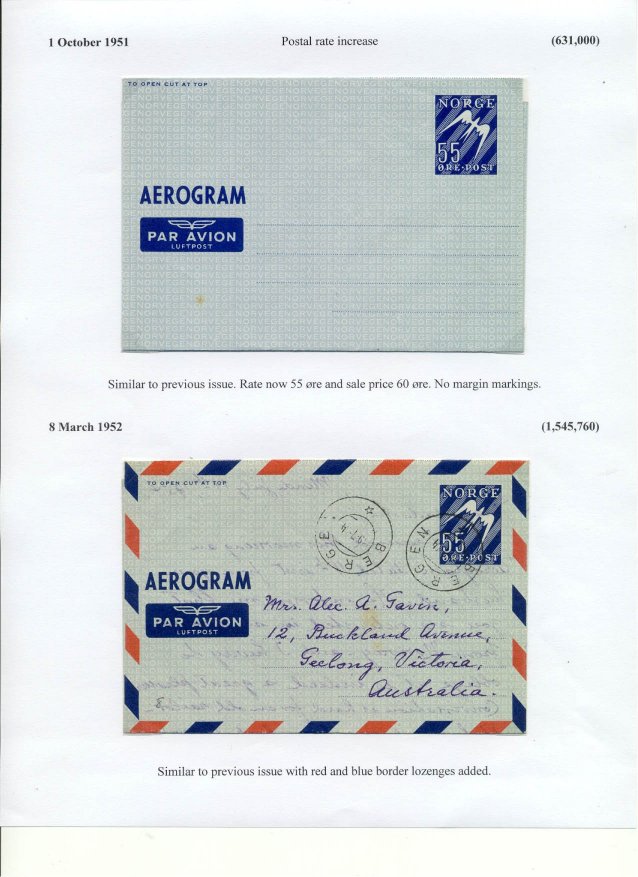 1 October 1951 Postal rate increase (631,000)
TO OPEN CUT AT TOP
NORGE
55
ØRE·POST
AEROGRAM
PAR AVION
LUFTPOST
Similar to previous issue. Rate now 55 øre and sale price 60 øre. No margin markings.
8 March 1952 (1,545,760)
TO OPEN CUT AT TOP
NORGE
55
ØRE·POST
BERGEN
BERGEN
AEROGRAM
PAR AVION
LUFTPOST
Mrs. Alec. A. Gavin,
12, Buckland Avenue,
Geelong, Victoria,
Australia.
Similar to previous issue with red and blue border lozenges added.